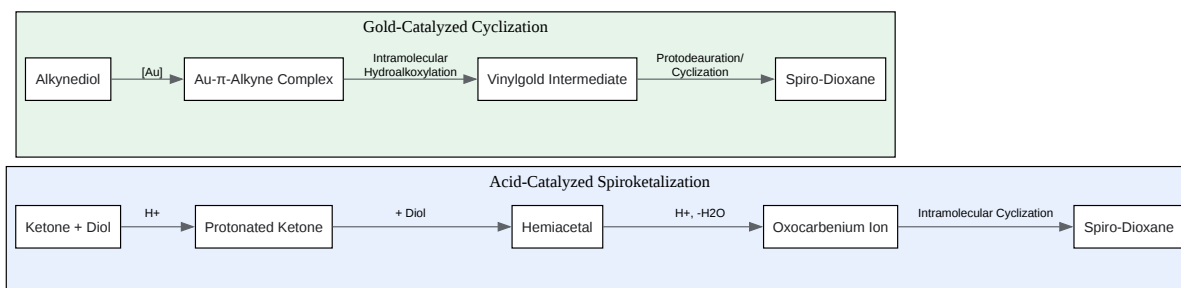 Gold-Catalyzed Cyclization
Alkynediol
[Au]
Au-π-Alkyne Complex
Intramolecular
Hydroalkoxylation
Vinylgold Intermediate
Protodeauration/
Cyclization
Spiro-Dioxane
Acid-Catalyzed Spiroketalization
Ketone + Diol
H+
Protonated Ketone
+ Diol
Hemiacetal
H+, -H2O
Oxocarbenium Ion
Intramolecular Cyclization
Spiro-Dioxane